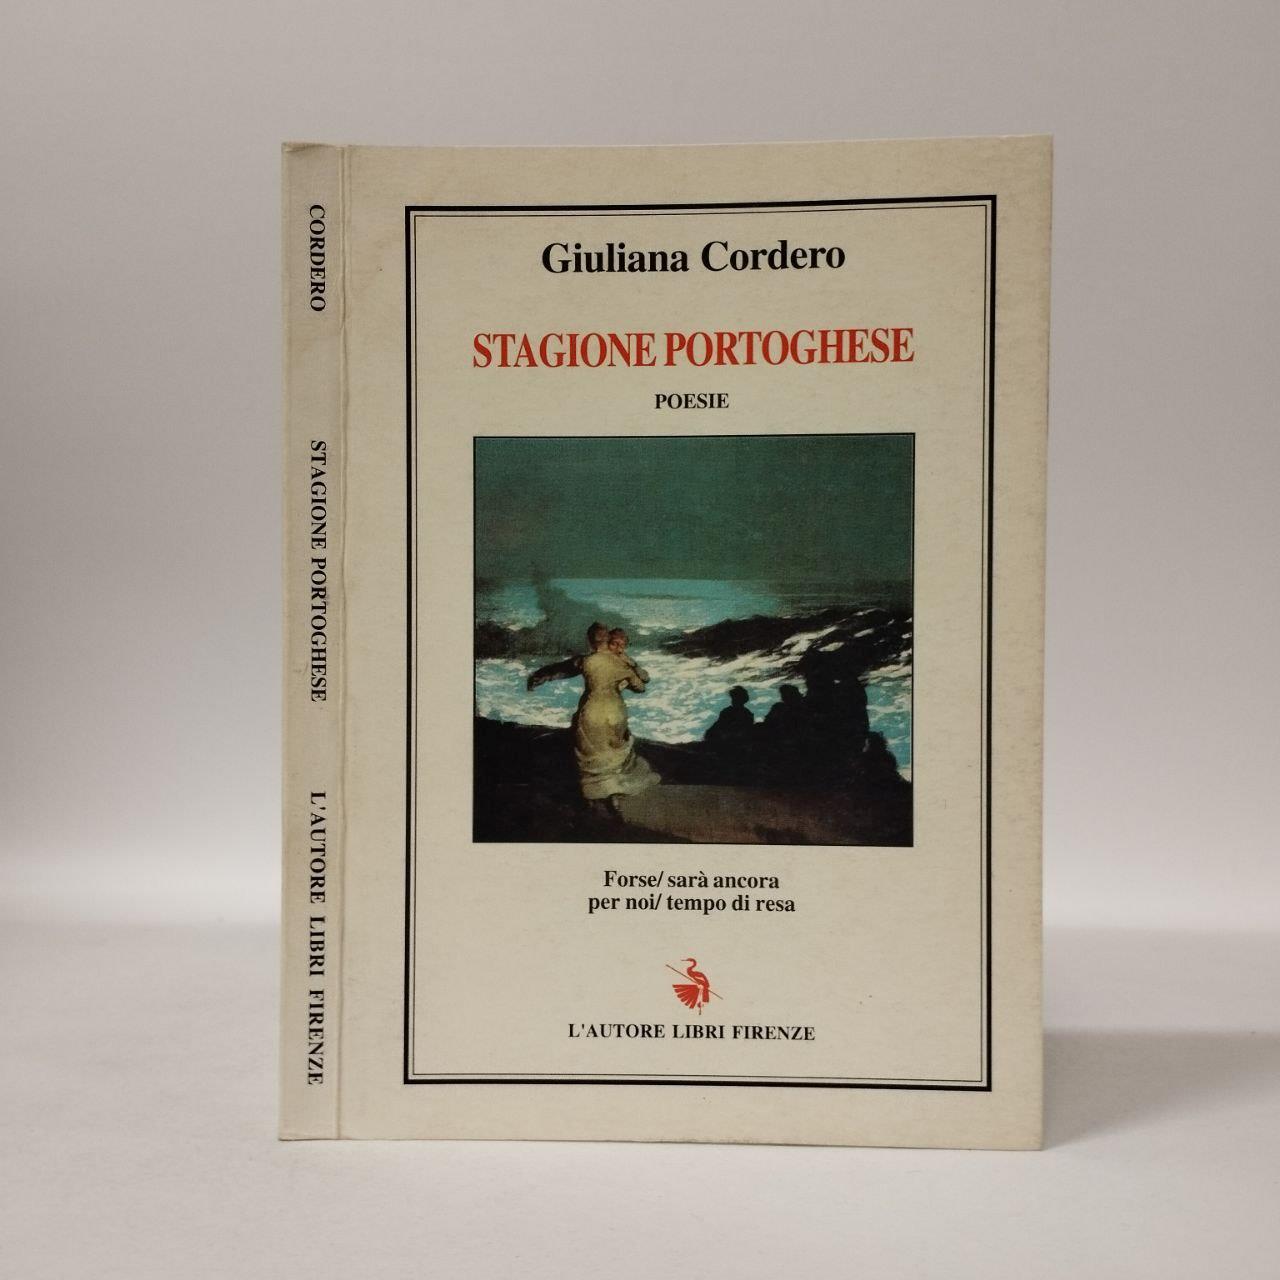 CORDERO
STAGIONE PORTOGHESE
L'AUTORE LIBRI FIRENZE
Giuliana Cordero
STAGIONE PORTOGHESE
POESIE
Forse/ sarà ancora
per noi/ tempo di resa
L'AUTORE LIBRI FIRENZE